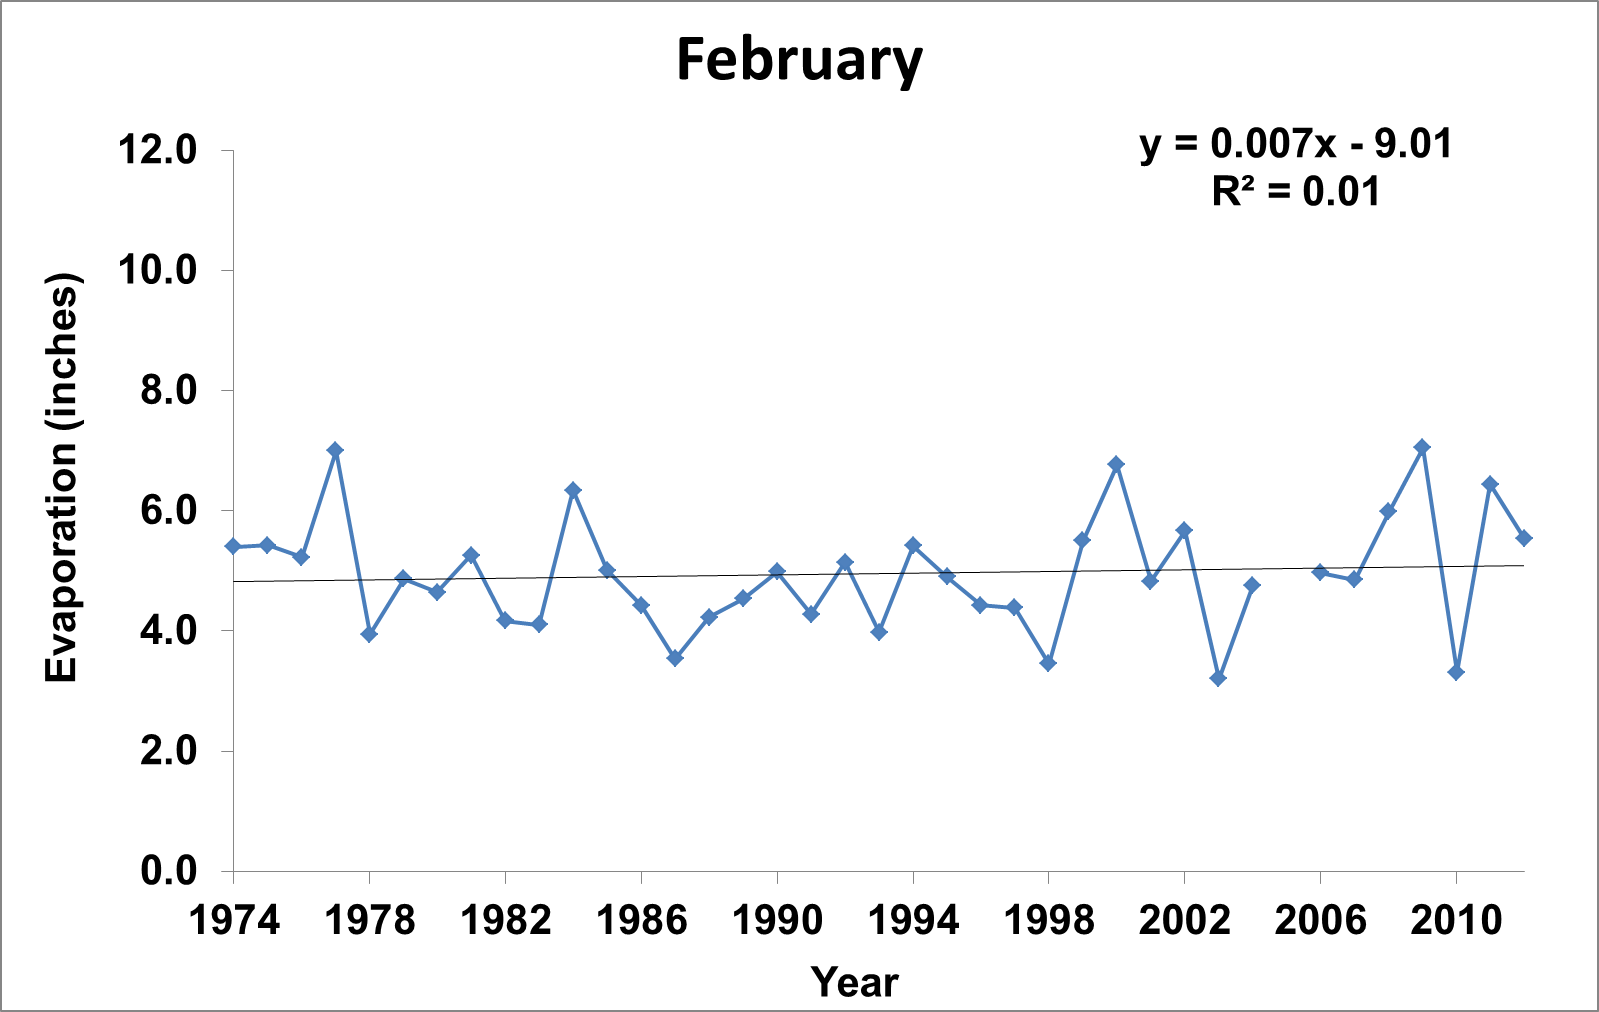 February
y = 0.007x - 9.01
R² = 0.01
12.0
10.0
8.0
6.0
4.0
2.0
0.0
Evaporation (inches)
1974 1978 1982 1986 1990 1994 1998 2002 2006 2010
Year